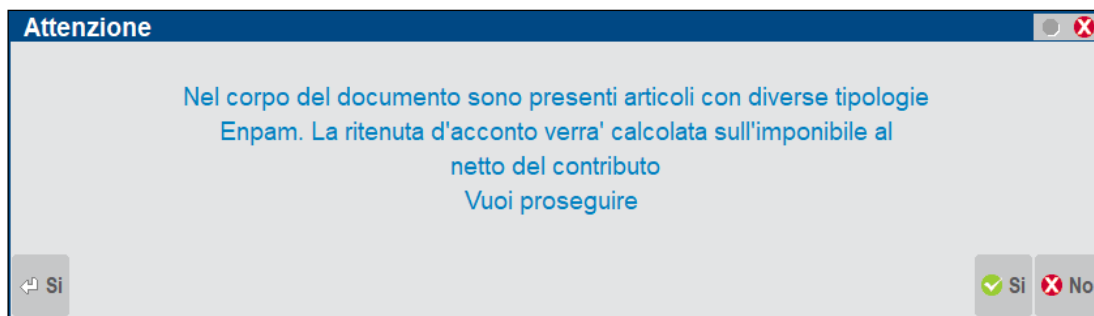 Attenzione
Nel corpo del documento sono presenti articoli con diverse tipologie
Enpam. La ritenuta d'acconto verra' calcolata sull'imponibile al
netto del contributo
Vuoi proseguire
Si
Si
No